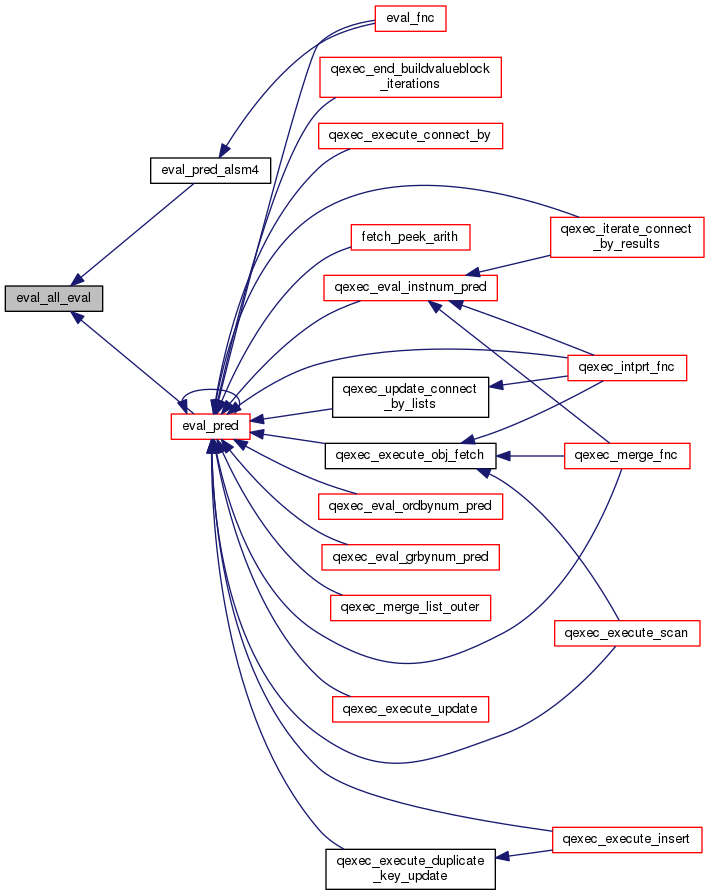 eval_fnc
qexec_end_buildvalueblock
_iterations
qexec_execute_connect_by
eval_pred_alsm4
qexec_iterate_connect
_by_results
fetch_peek_arith
qexec_eval_instnum_pred
eval_all_eval
qexec_intprt_fnc
qexec_update_connect
_by_lists
eval_pred
qexec_execute_obj_fetch
qexec_merge_fnc
qexec_eval_ordbynum_pred
qexec_eval_grbynum_pred
qexec_merge_list_outer
qexec_execute_scan
qexec_execute_update
qexec_execute_insert
qexec_execute_duplicate
_key_update